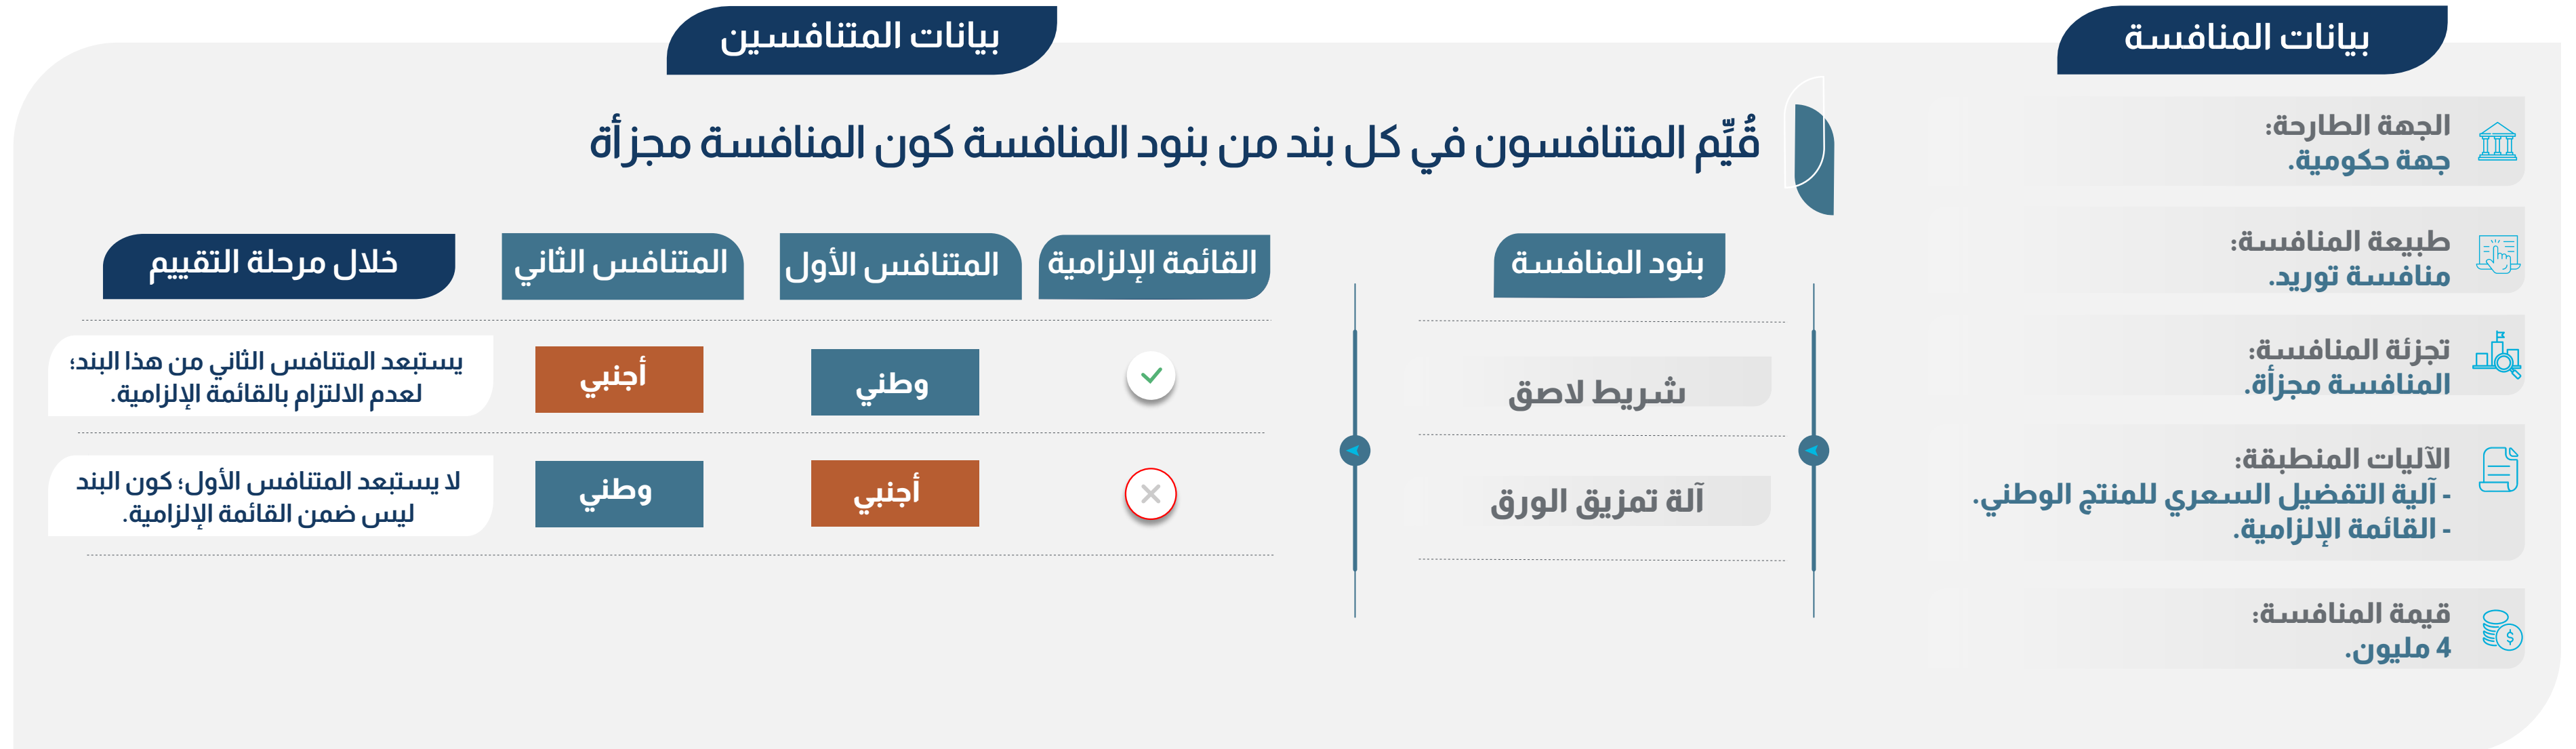 بيانات المنافسة
الجهة الطارحة:
جهة حكومية.
طبيعة المنافسة:
منافسة توريد.
تجزئة المنافسة:
المنافسة مجزأة.
الآليات المنطبقة:
- آلية التفضيل السعري للمنتج الوطني.
- القائمة الإلزامية.
قيمة المنافسة:
4 مليون.
بيانات المتنافسين
قُيِّم المتنافسون في كل بند من بنود المنافسة كون المنافسة مجزأة
بنود المنافسة
القائمة الإلزامية
المتنافس الأول
المتنافس الثاني
خلال مرحلة التقييم
شريط لاصق
وطني
أجنبي
يستبعد المتنافس الثاني من هذا البند؛
لعدم الالتزام بالقائمة الإلزامية.
آلة تمزيق الورق
أجنبي
وطني
لا يستبعد المتنافس الأول؛ كون البند
ليس ضمن القائمة الإلزامية.